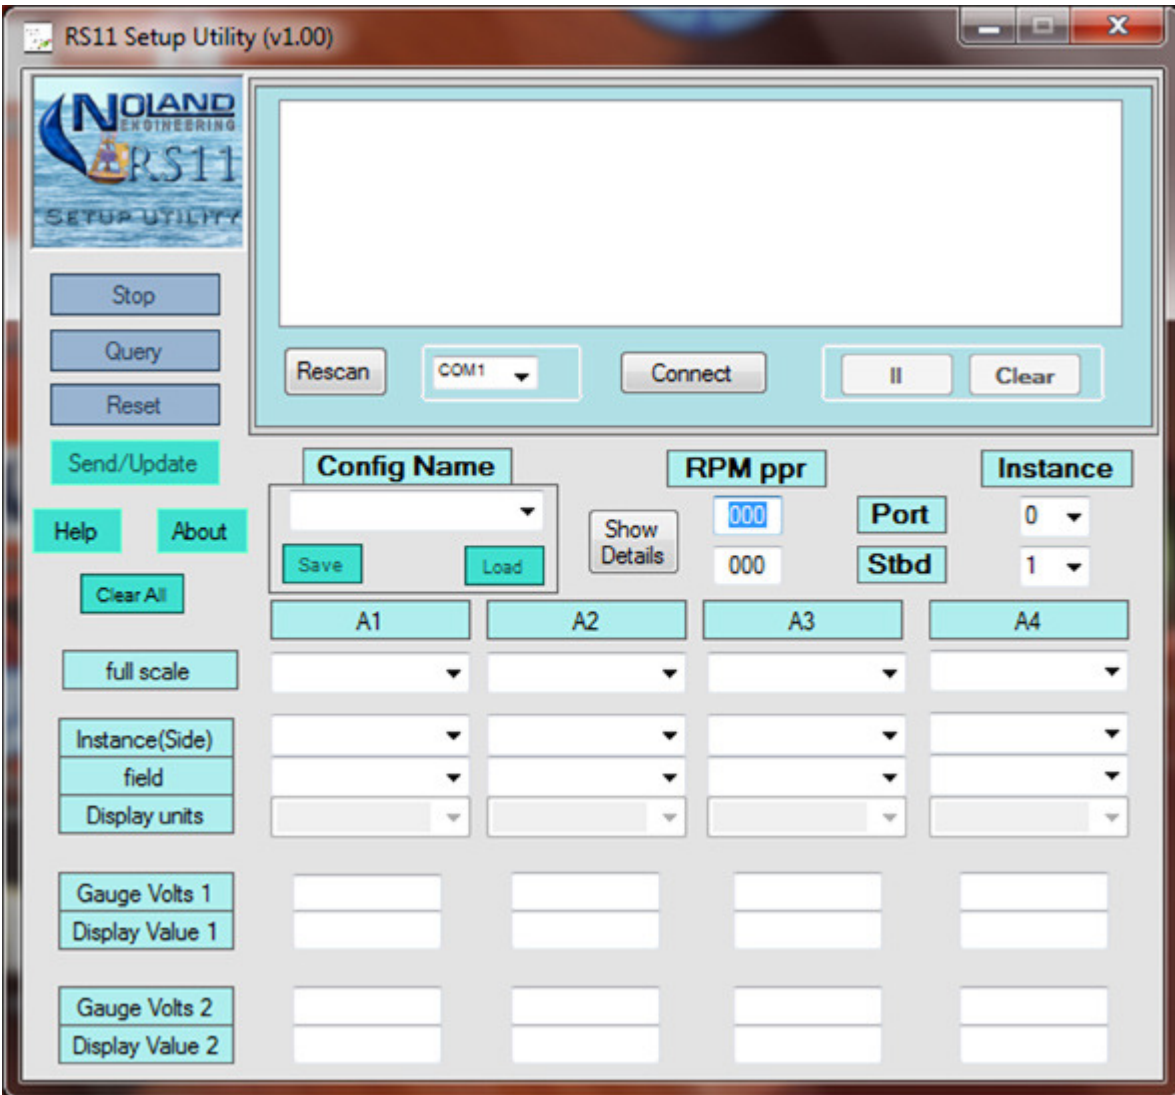 RS11 Setup Utility (v1.00)
NOLAND
ENGINEERING
RS11
SETUP UTILITY
Stop
Query
Reset
Send/Update
Help About
Clear All
Rescan COM1 Connect II Clear
Config Name RPM ppr Instance
Save Load
Show
Details
000 Port 0
000 Stbd 1
A1 A2 A3 A4
full scale
Instance(Side)
field
Display units
Gauge Volts 1
Display Value 1
Gauge Volts 2
Display Value 2